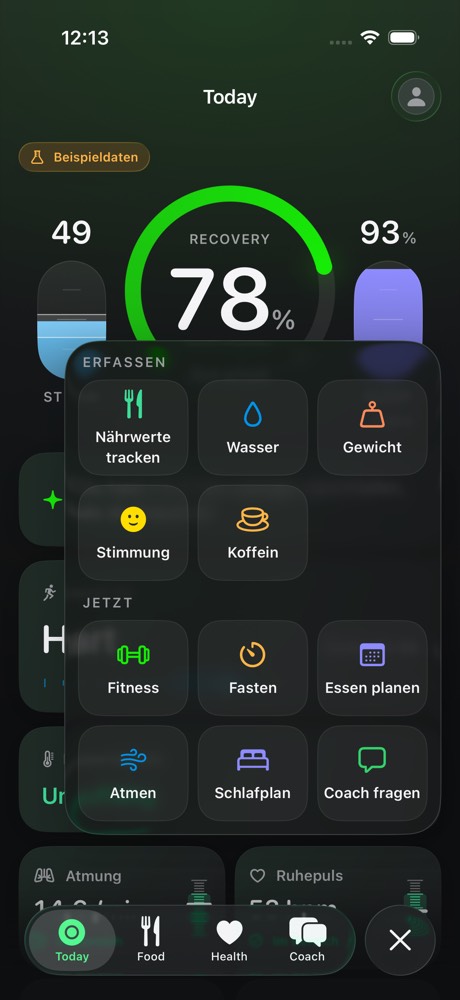 12:13
Today
Beispieldaten
49
RECOVERY
78%
93%
ST
ERFASSEN
Nährwerte
tracken
Wasser
Gewicht
Stimmung
Koffein
JETZT
Fitness
Fasten
Essen planen
Atmen
Schlafplan
Coach fragen
Atmung
Ruhepuls
Today
Food
Health
Coach